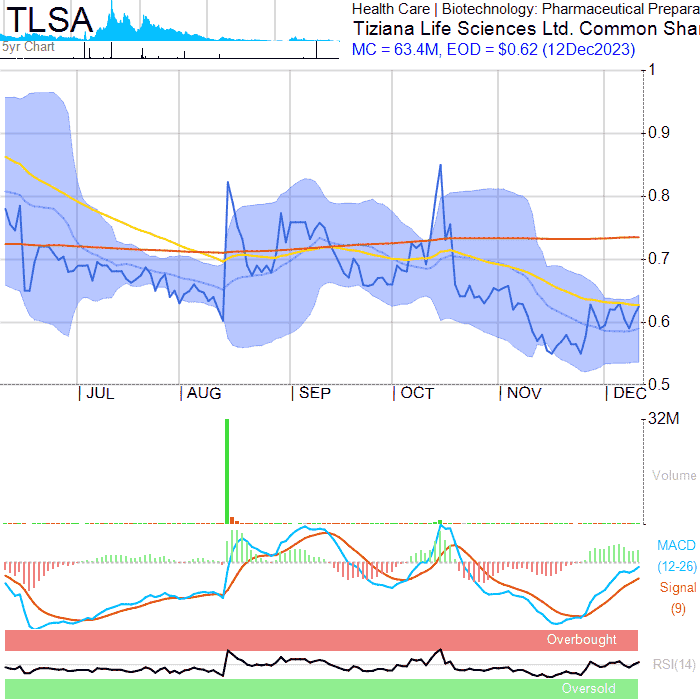 TLSA
5yr Chart
Health Care | Biotechnology: Pharmaceutical Prepara
Tiziana Life Sciences Ltd. Common Shar
MC = 63.4M, EOD = $0.62 (12Dec2023)
1
0.9
0.8
0.7
0.6
0.5
| JUL | AUG | SEP | OCT | NOV | DEC
32M
Volume
MACD
(12-26)
Signal
(9)
Overbought
RSI(14)
Oversold